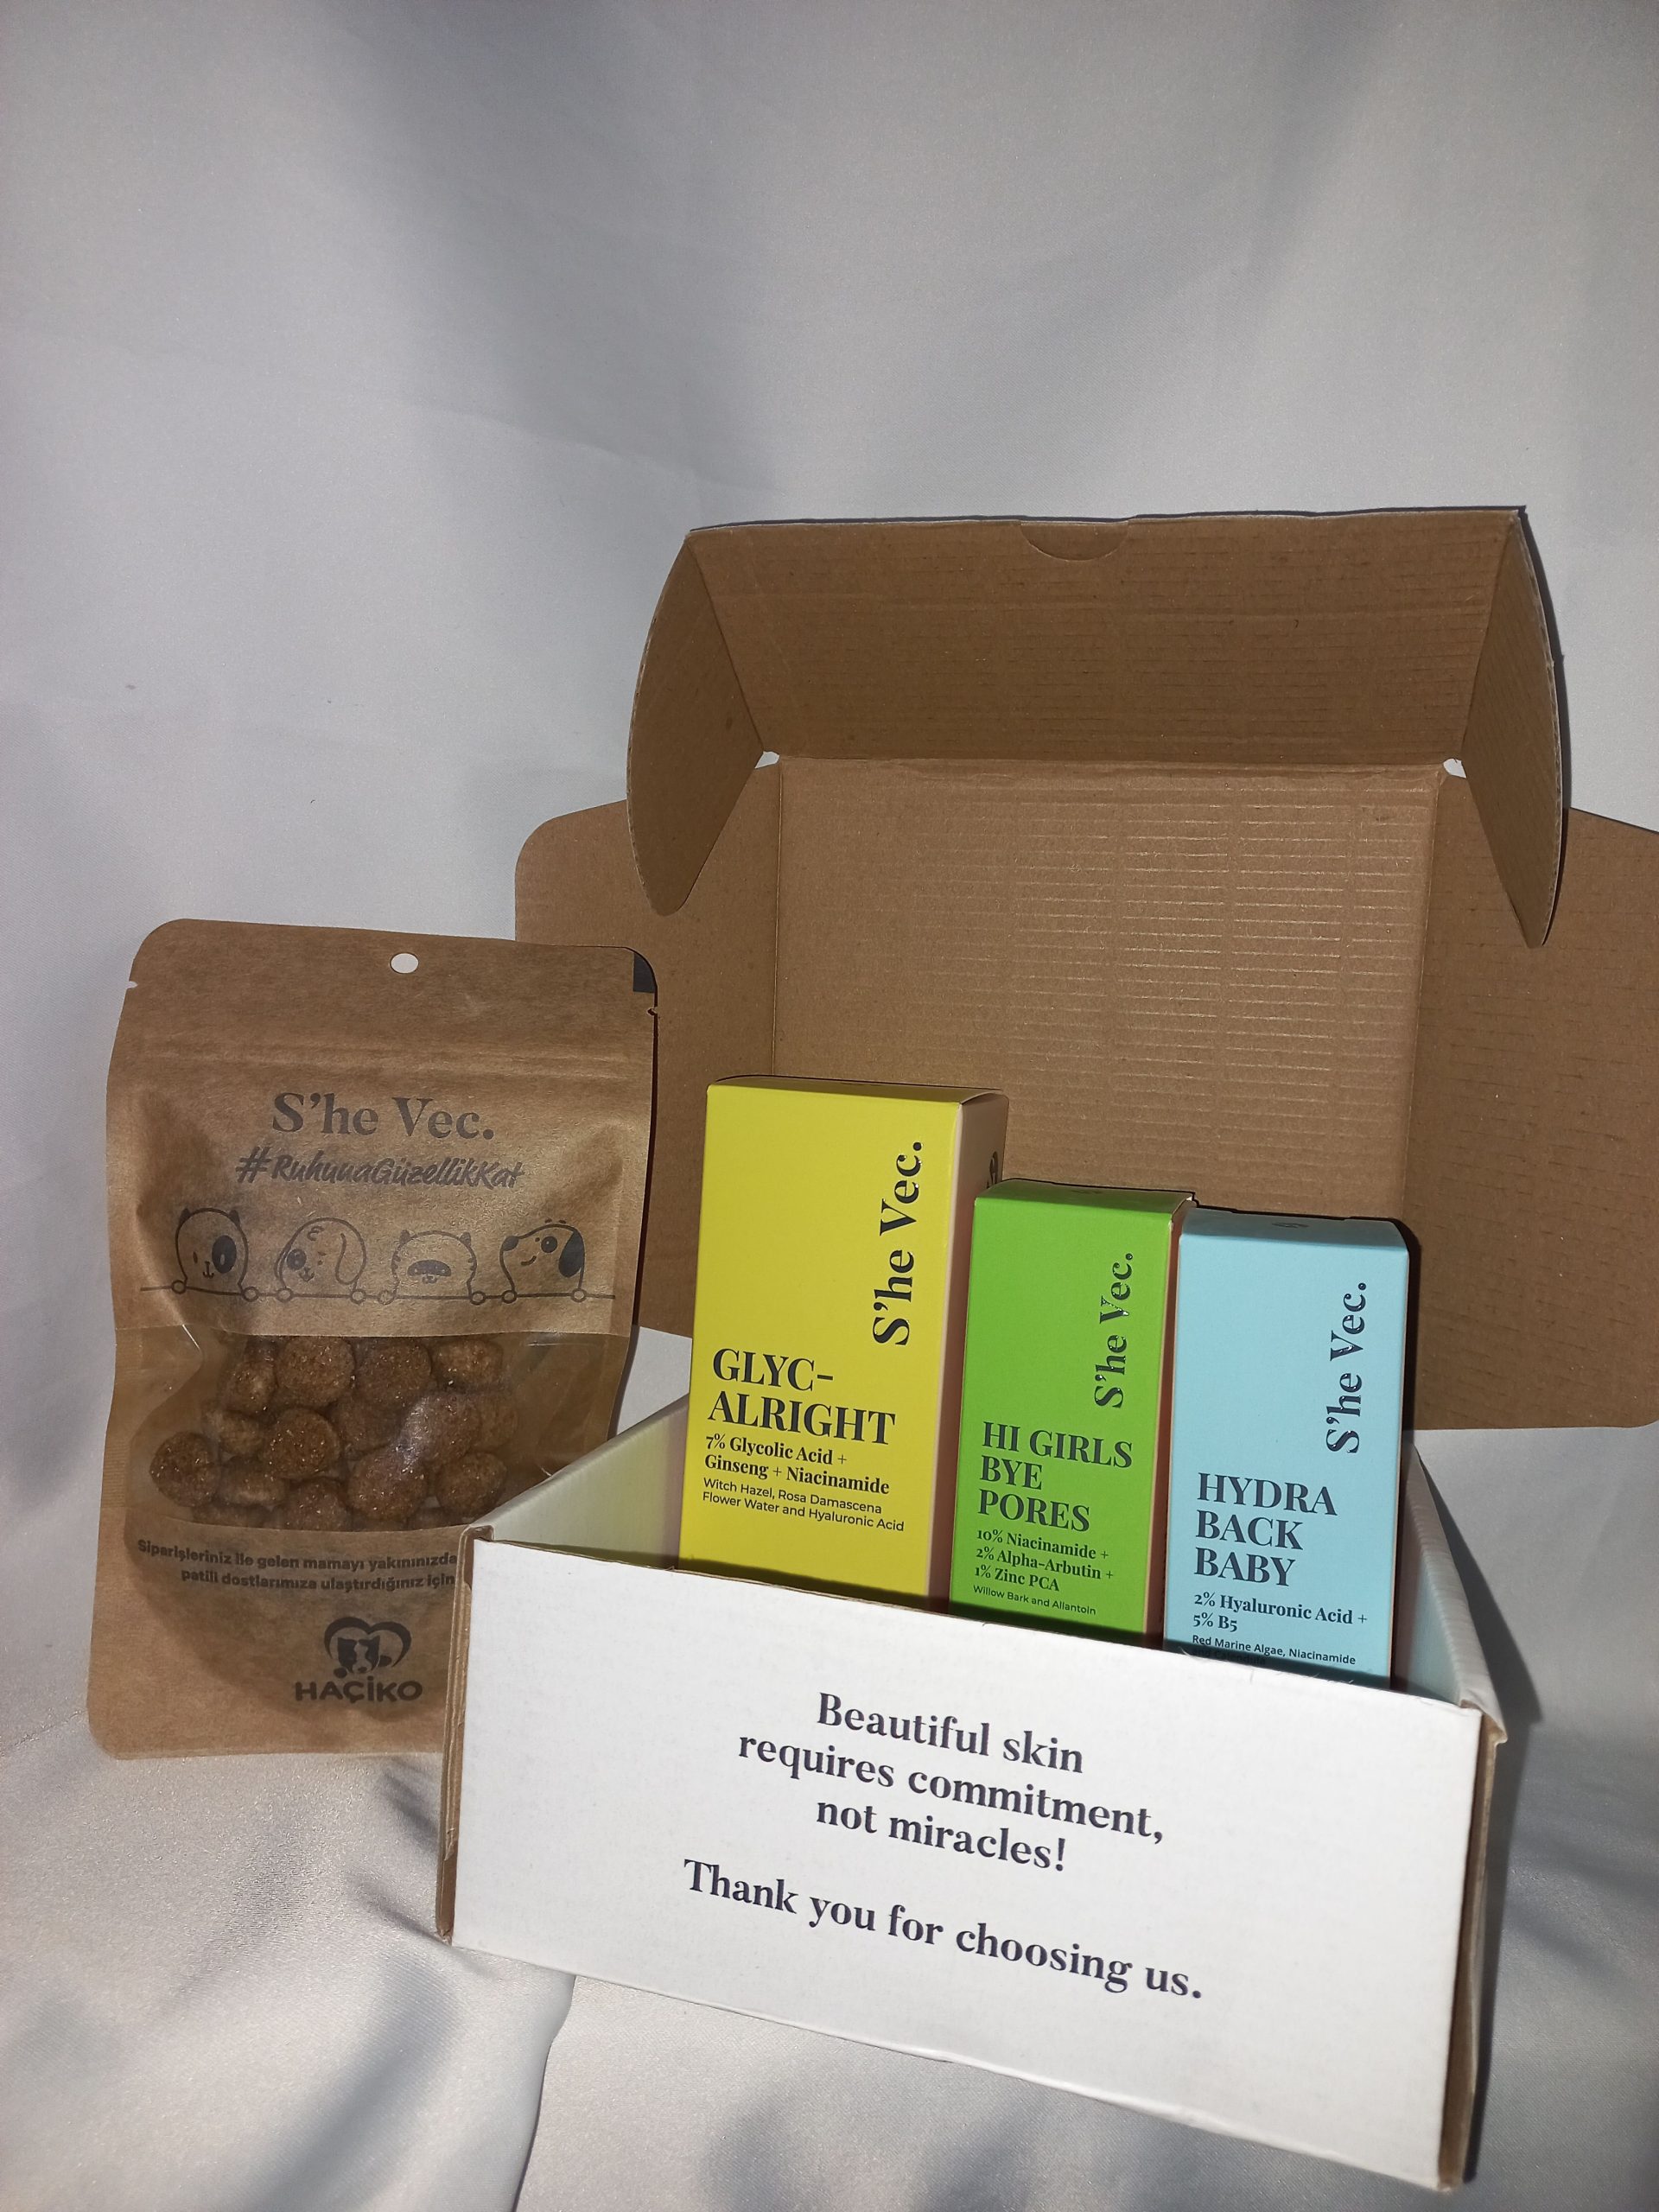 S'he Vec.
#RuhunaGüzellikKat
Siparişleriniz ile gelen mamayı yakınınızda
patili dostlarımıza ulaştırdığınız için
HAÇİKO
S'he Vec.
GLYC-
ALRIGHT
7% Glycolic Acid +
Ginseng + Niacinamide
Witch Hazel, Rosa Damascena
Flower Water and Hyaluronic Acid
S'he Vec.
HI GIRLS
BYE
PORES
10% Niacinamide +
2% Alpha-Arbutin +
1% Zinc PCA
Willow Bark and Allantoin
S'he Vec.
HYDRA
BACK
BABY
2% Hyaluronic Acid +
5% B5
Red Marine Algae, Niacinamide
Beautiful skin
requires commitment,
not miracles!
Thank you for choosing us.